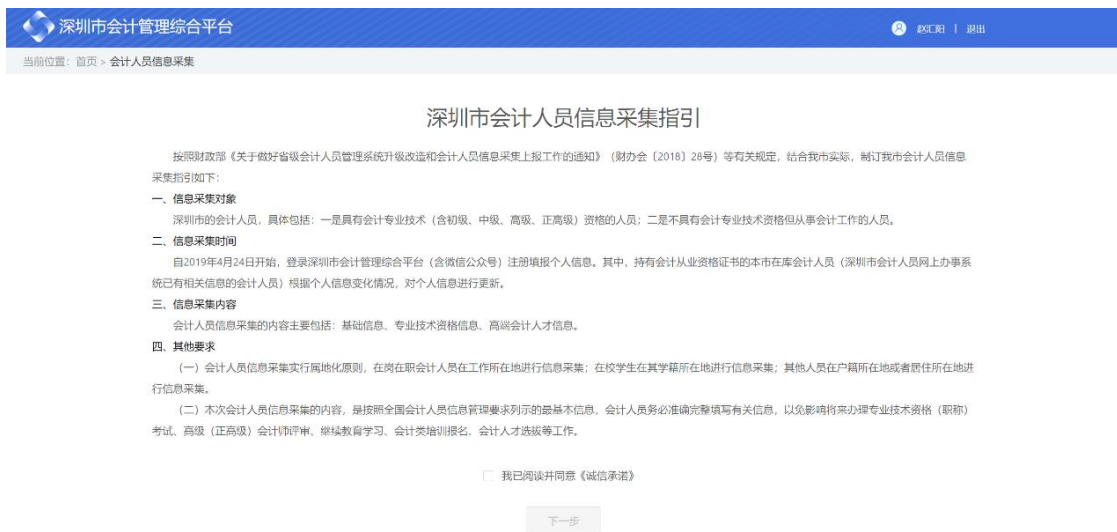 深圳市会计管理综合平台
赵汇阳 | 退出
当前位置：首页 > 会计人员信息采集
深圳市会计人员信息采集指引
按照财政部《关于做好省级会计人员管理系统升级改造和会计人员信息采集上报工作的通知》（财办会〔2018〕28号）等有关规定，结合我市实际，制订我市会计人员信息
采集指引如下：
一、信息采集对象
深圳市的会计人员，具体包括：一是具有会计专业技术（含初级、中级、高级、正高级）资格的人员；二是不具有会计专业技术资格但从事会计工作的人员。
二、信息采集时间
自2019年4月24日开始，登录深圳市会计管理综合平台（含微信公众号）注册填报个人信息。其中，持有会计从业资格证书的本市在库会计人员（深圳市会计人员网上办事系
统已有相关信息的会计人员）根据个人信息变化情况，对个人信息进行更新。
三、信息采集内容
会计人员信息采集的内容主要包括：基础信息、专业技术资格信息、高端会计人才信息。
四、其他要求
（一）会计人员信息采集实行属地化原则，在岗在职会计人员在工作所在地进行信息采集；在校学生在其学籍所在地进行信息采集；其他人员在户籍所在地或者居住所在地进
行信息采集。
（二）本次会计人员信息采集的内容，是按照全国会计人员信息管理要求列示的最基本信息，会计人员务必准确完整填写有关信息，以免影响将来办理专业技术资格（职称）
考试、高级（正高级）会计师评审、继续教育学习、会计类培训报名、会计人才选拔等工作。
我已阅读并同意《诚信承诺》
下一步